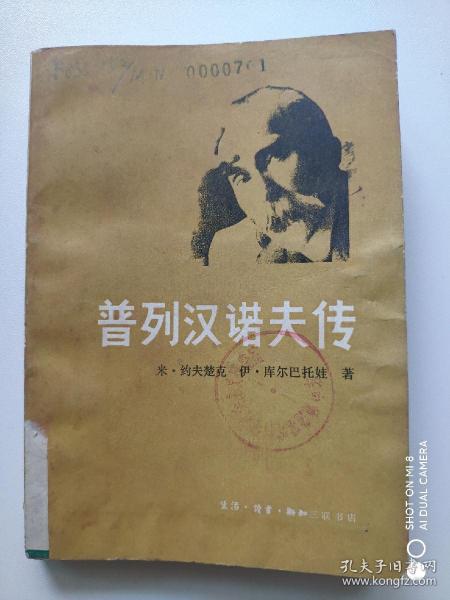 0000701
普列汉诺夫传
米·约夫楚克 伊·库尔巴托娃 著
生活·读书·新知三联书店
SHOT ON MI 8
AI DUAL CAMERA
孔夫子旧书网
www.kongfz.com